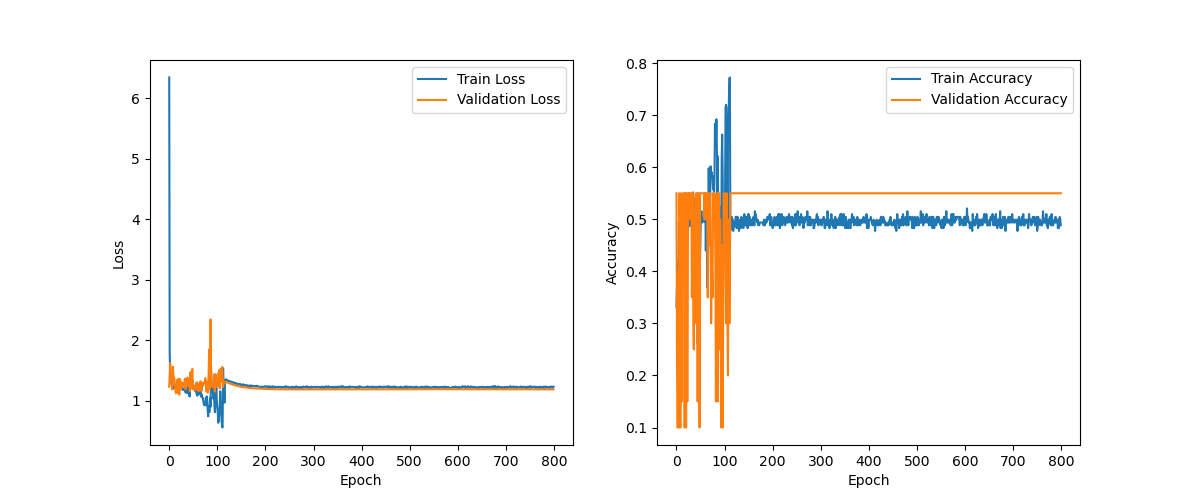 Train Loss
Validation Loss
6
5
4
3
2
1
Loss
0 100 200 300 400 500 600 700 800
Epoch
Train Accuracy
Validation Accuracy
0.8
0.7
0.6
0.5
0.4
0.3
0.2
0.1
Accuracy
0 100 200 300 400 500 600 700 800
Epoch